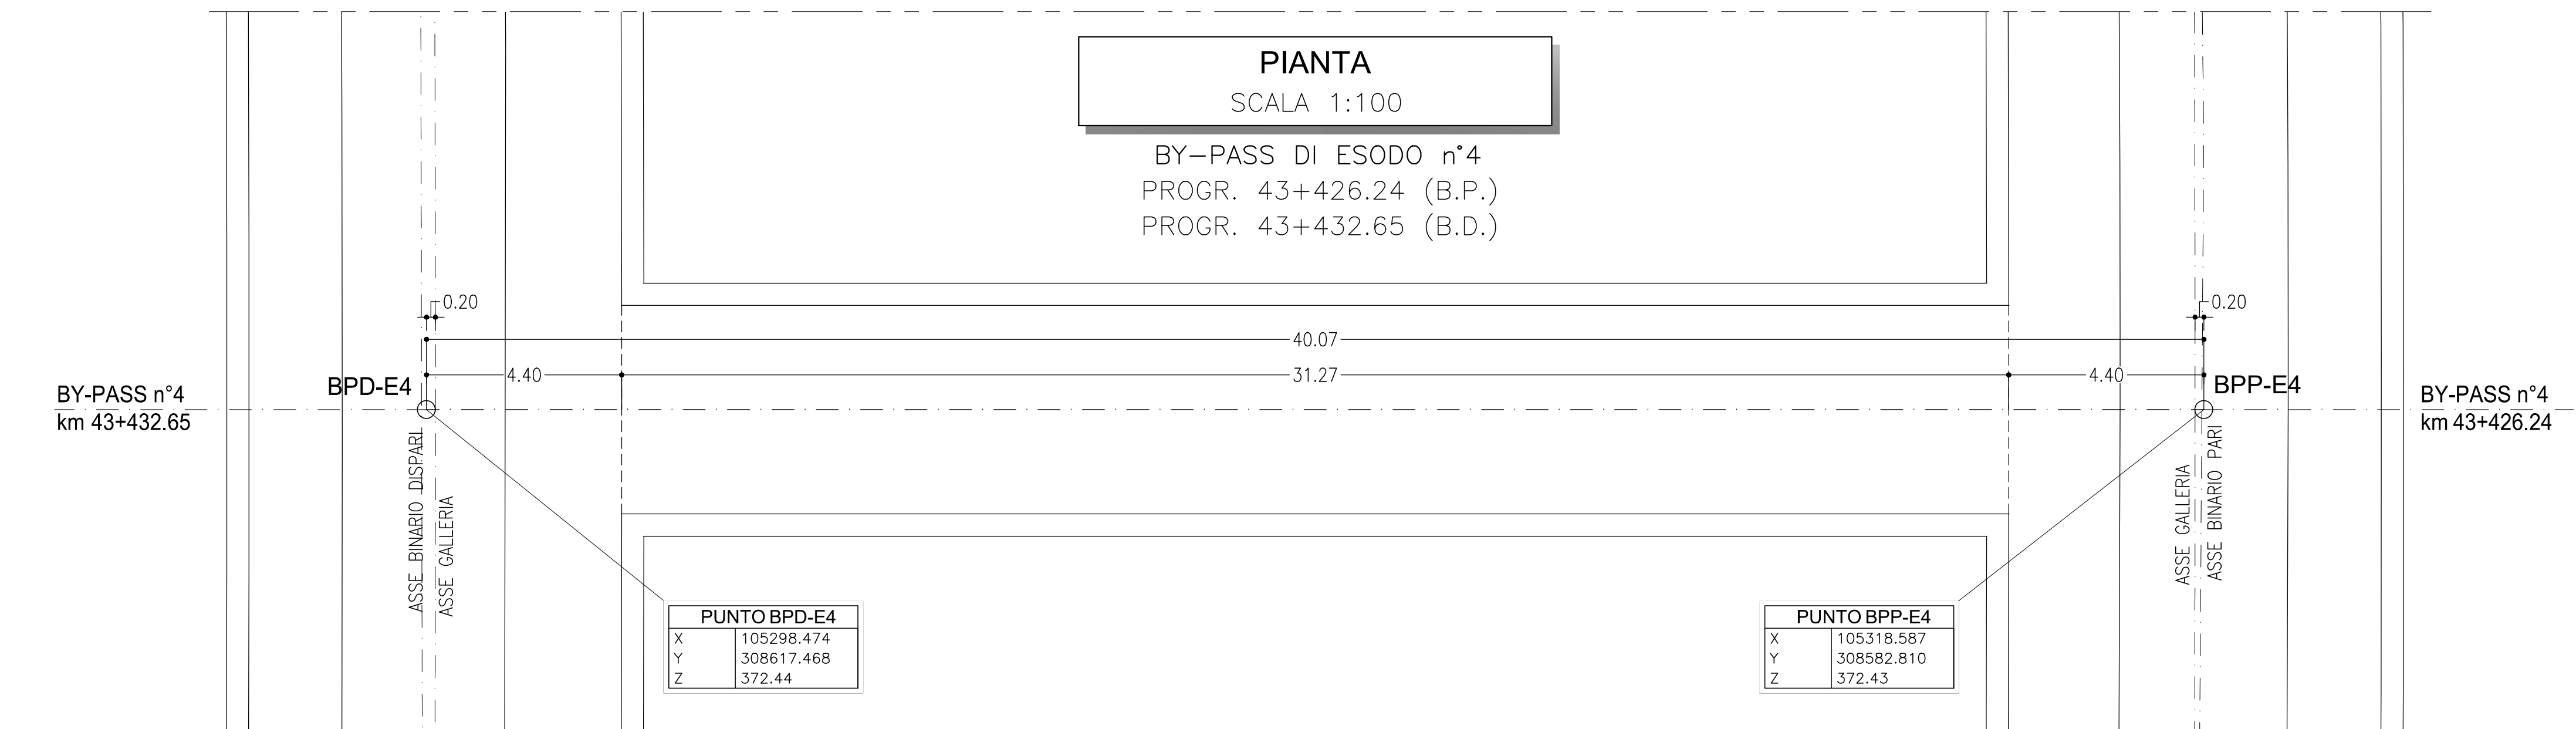 PIANTA
SCALA 1:100
BY-PASS DI ESODO n°4
PROGR. 43+426.24 (B.P.)
PROGR. 43+432.65 (B.D.)
0.20
0.20
40.07
4.40
31.27
4.40
BPD-E4
BPP-E4
BY-PASS n°4
km 43+432.65
BY-PASS n°4
km 43+426.24
ASSE BINARIO DISPARI
ASSE GALLERIA
ASSE GALLERIA
ASSE BINARIO PARI
PUNTO BPD-E4
X 105298.474
Y 308617.468
Z 372.44
PUNTO BPP-E4
X 105318.587
Y 308582.810
Z 372.43